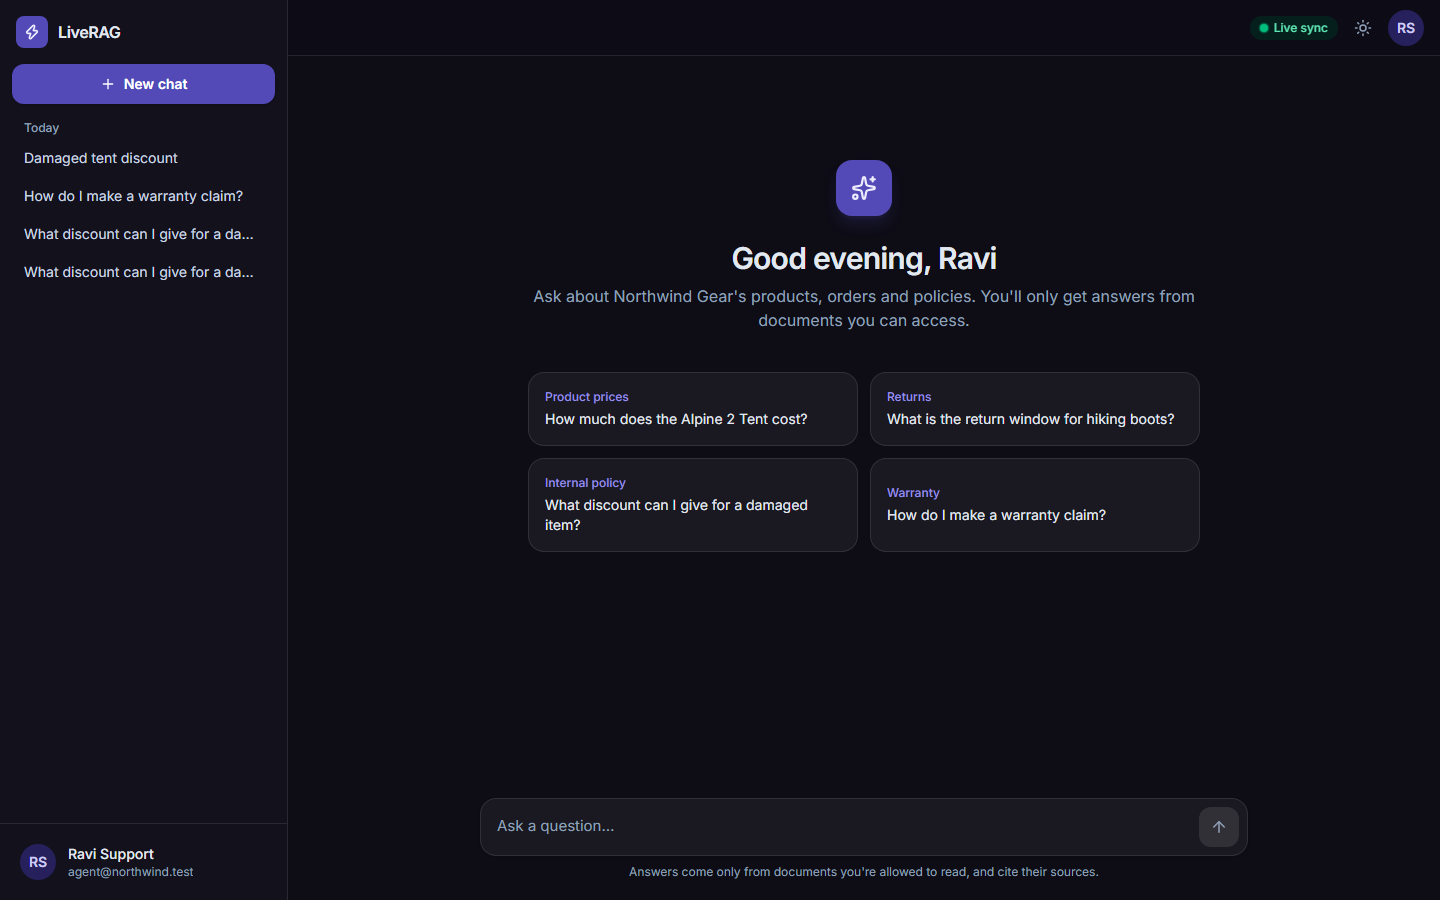 LiveRAG
New chat
Today
Damaged tent discount
How do I make a warranty claim?
What discount can I give for a da...
What discount can I give for a da...
RS
Ravi Support
agent@northwind.test
Live sync
RS
Good evening, Ravi
Ask about Northwind Gear's products, orders and policies. You'll only get answers from
documents you can access.
Product prices
How much does the Alpine 2 Tent cost?
Returns
What is the return window for hiking boots?
Internal policy
What discount can I give for a damaged
item?
Warranty
How do I make a warranty claim?
Ask a question...
Answers come only from documents you're allowed to read, and cite their sources.